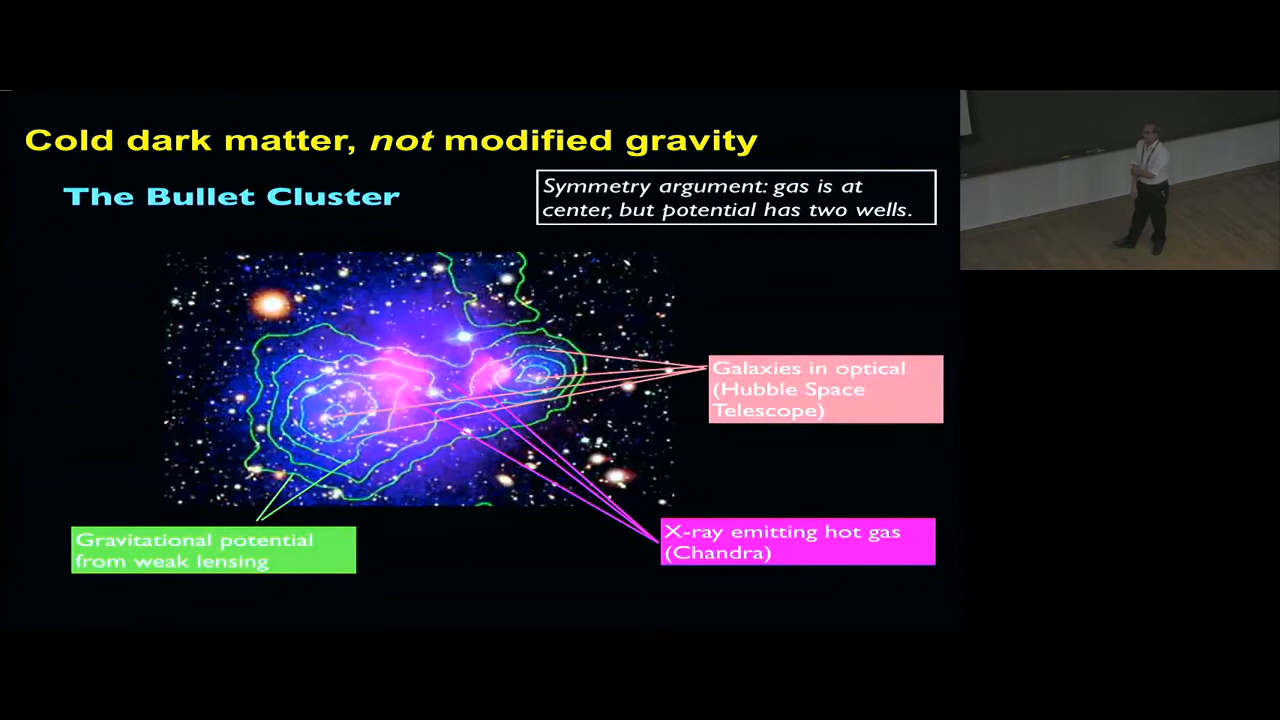 Cold dark matter, not modified gravity
The Bullet Cluster
Symmetry argument: gas is at
center, but potential has two wells.
Galaxies in optical
(Hubble Space
Telescope)
X-ray emitting hot gas
(Chandra)
Gravitational potential
from weak lensing